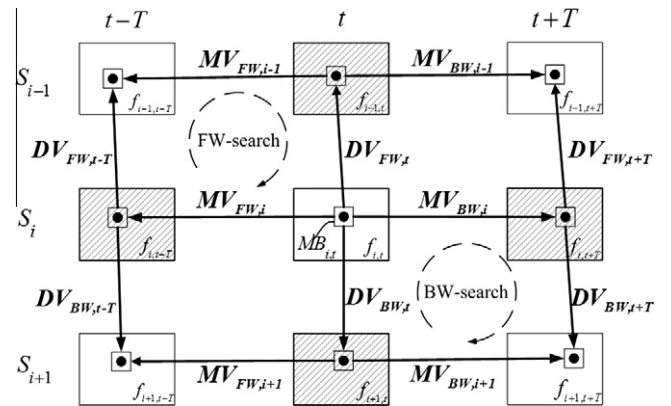 t−T t t+T
S_{i-1} MV_{FW,i-1} MV_{BW,i-1}
f_{i-1,t-T} f_{i-1,t} f_{i-1,t+T}
FW-search
DV_{FW,t-T} DV_{FW,t} DV_{FW,t+T}
S_i MV_{FW,i} MV_{BW,i}
f_{i,t-T} MB_{i,t} f_{i,t} f_{i,t+T}
DV_{BW,t-T} DV_{BW,t} BW-search DV_{BW,t+T}
S_{i+1} MV_{FW,i+1} MV_{BW,i+1}
f_{i+1,t-T} f_{i+1,t} f_{i+1,t+T}